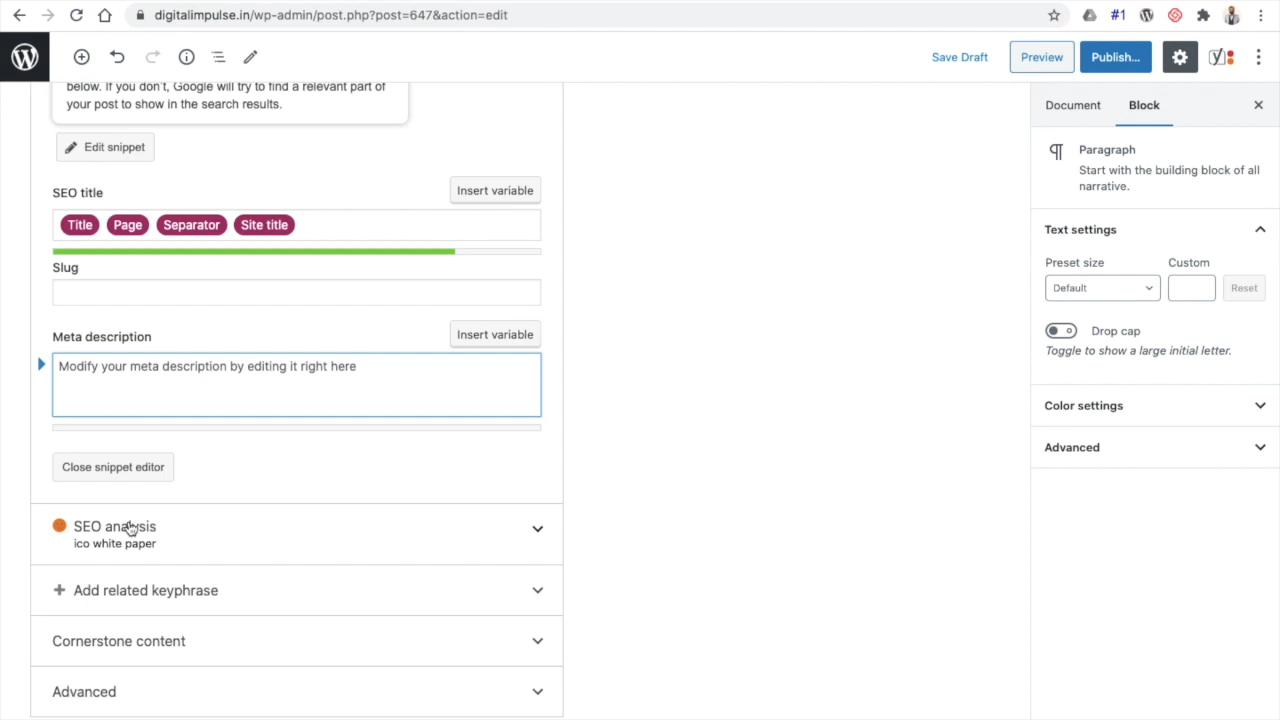 digitalimpulse.in/wp-admin/post.php?post=647&action=edit
#1
Save Draft
Preview
Publish...
below. If you don't, Google will try to find a relevant part of
your post to show in the search results.
Edit snippet
SEO title
Insert variable
Title Page Separator Site title
Slug
Meta description
Insert variable
Modify your meta description by editing it right here
Close snippet editor
SEO analysis
ico white paper
Add related keyphrase
Cornerstone content
Advanced
Document
Block
Paragraph
Start with the building block of all
narrative.
Text settings
Preset size
Custom
Default
Reset
Drop cap
Toggle to show a large initial letter.
Color settings
Advanced